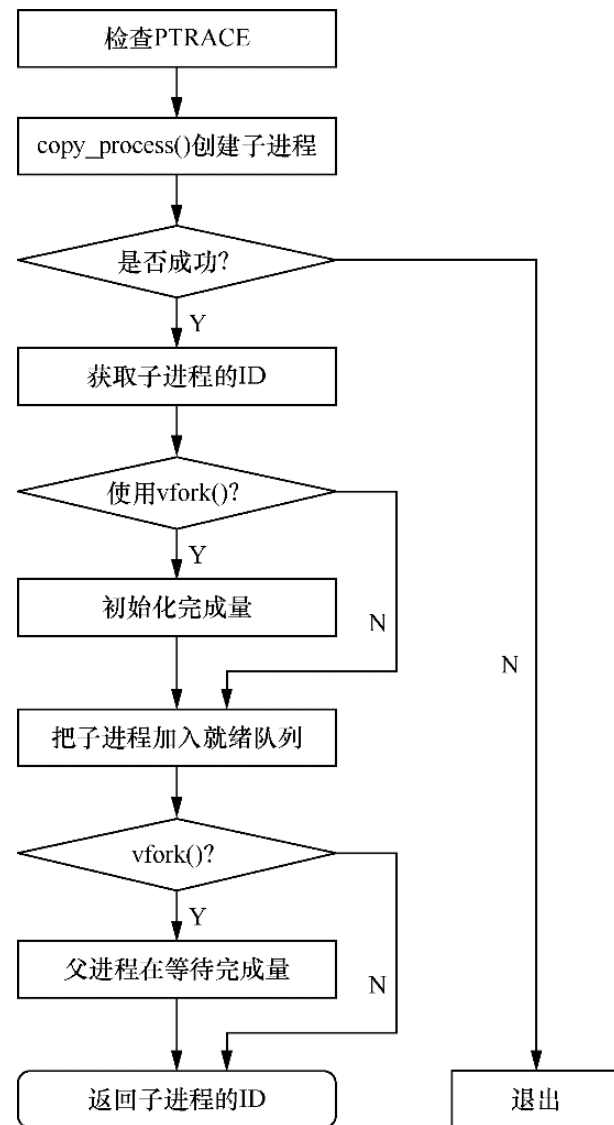 检查PTRACE
copy_process()创建子进程
是否成功?
Y
获取子进程的ID
使用vfork()?
Y
初始化完成量
N
N
把子进程加入就绪队列
vfork()?
Y
父进程在等待完成量
N
返回子进程的ID
退出